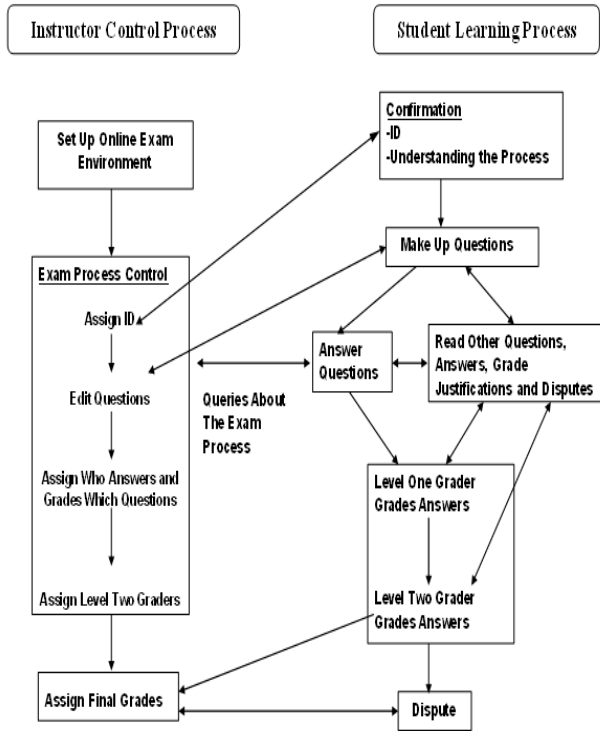 Instructor Control Process
Student Learning Process
Set Up Online Exam
Environment
Exam Process Control
Assign ID
Edit Questions
Assign Who Answers and
Grades Which Questions
Assign Level Two Graders
Assign Final Grades
Queries About
The Exam
Process
Confirmation
-ID
-Understanding the Process
Make Up Questions
Answer
Questions
Read Other Questions,
Answers, Grade
Justifications and Disputes
Level One Grader
Grades Answers
Level Two Grader
Grades Answers
Dispute